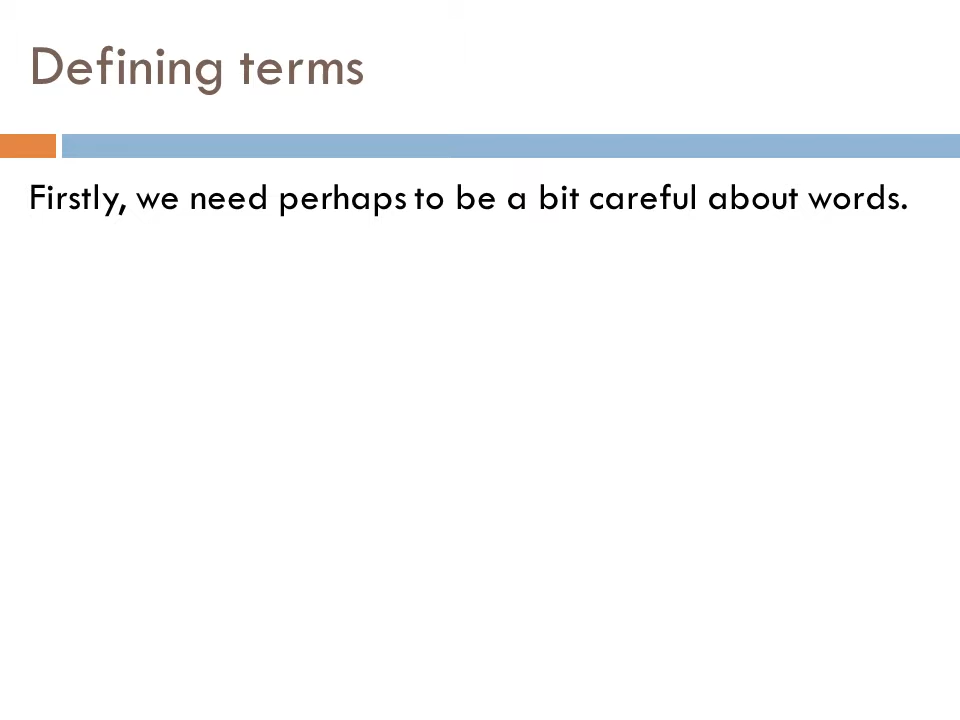 Defining terms
Firstly, we need perhaps to be a bit careful about words.